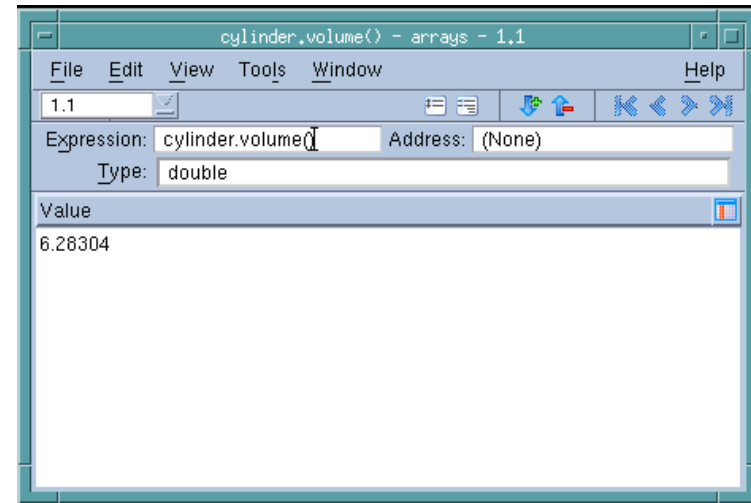 cylinder.volume() - arrays - 1.1
File Edit View Tools Window Help
1.1
Expression: cylinder.volume() Address: (None)
Type: double
Value
6.28304